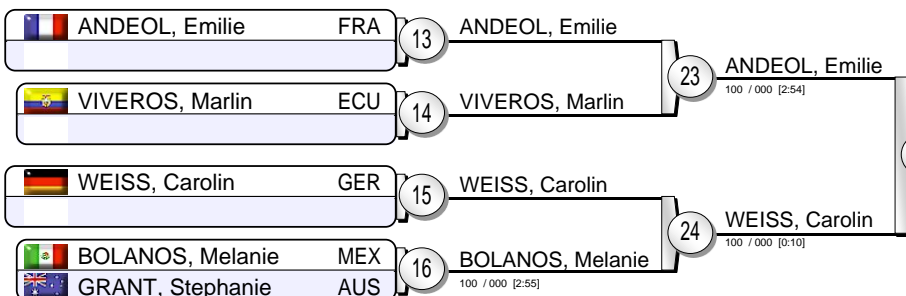 ANDEOL, Emilie FRA 13 ANDEOL, Emilie
23 ANDEOL, Emilie
100 / 000 [2:54]
VIVEROS, Marlin ECU 14 VIVEROS, Marlin
WEISS, Carolin GER 15 WEISS, Carolin
24 WEISS, Carolin
100 / 000 [0:10]
BOLANOS, Melanie MEX 16 BOLANOS, Melanie
100 / 000 [2:55]
GRANT, Stephanie AUS